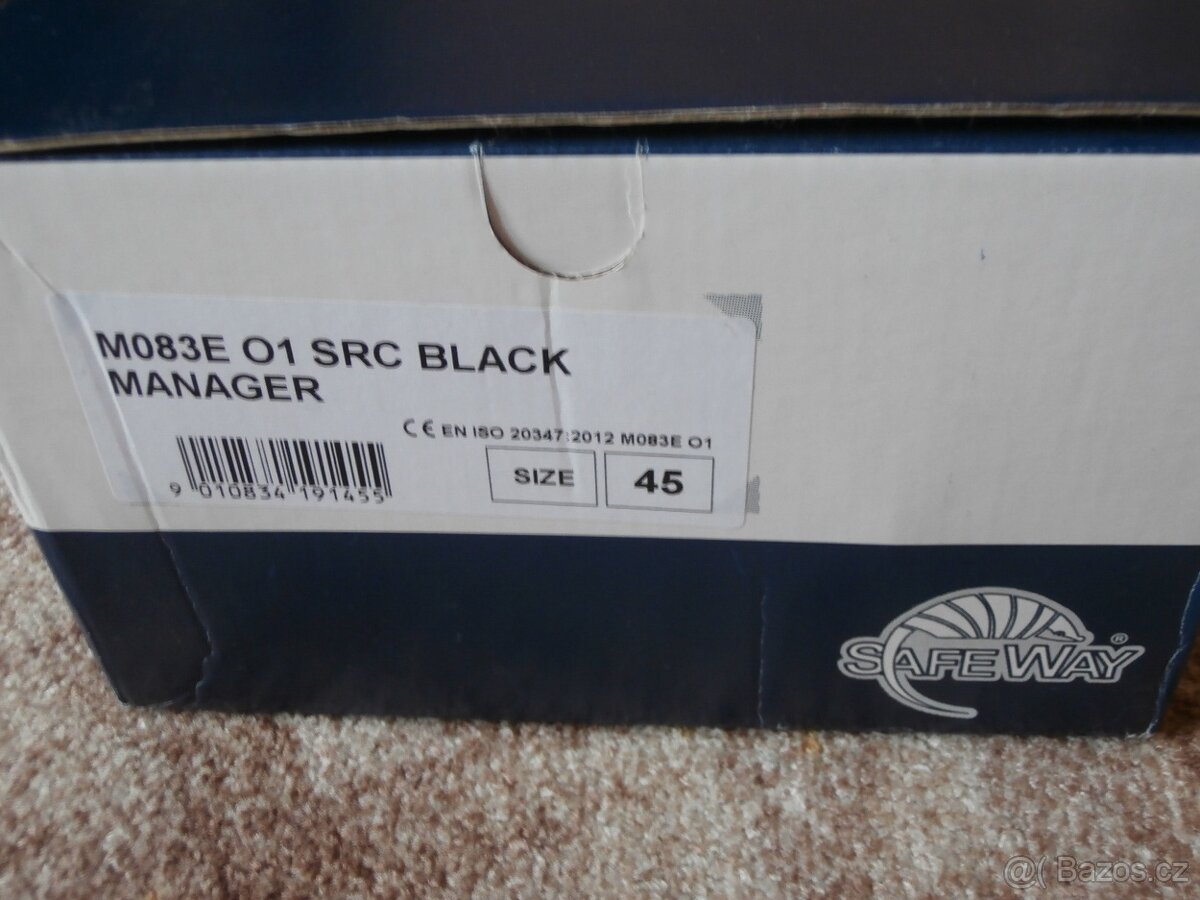 M083E O1 SRC BLACK
MANAGER
CE EN ISO 20347:2012 M083E O1
9 010834 191455
SIZE 45
SAFEWAY®
@( Bazos.cz